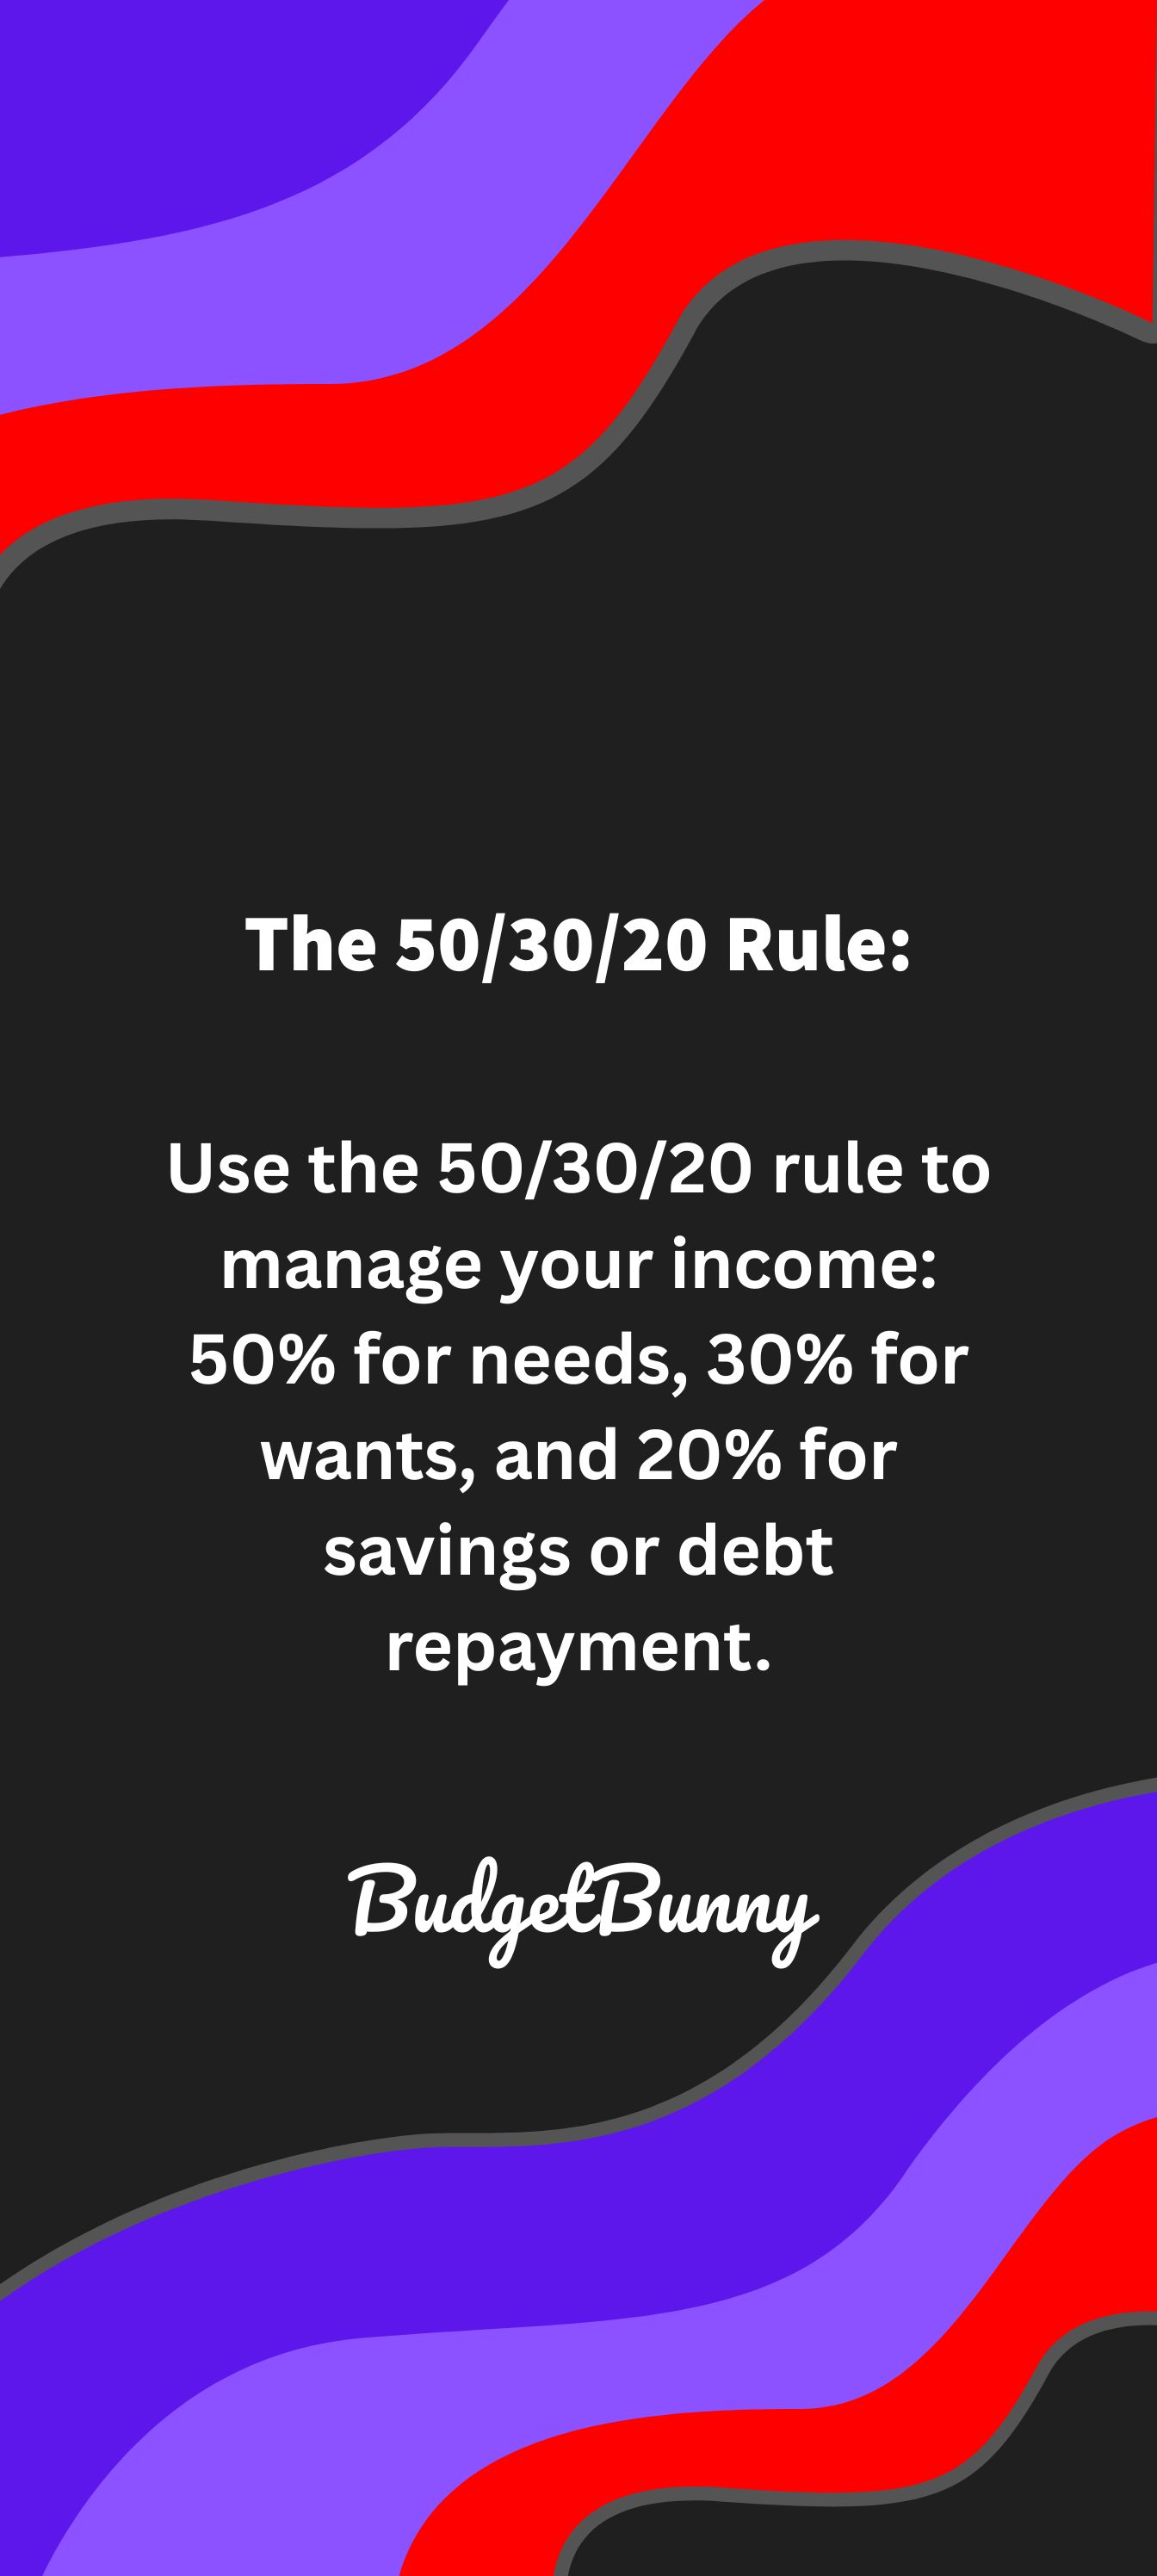 The 50/30/20 Rule:
Use the 50/30/20 rule to
manage your income:
50% for needs, 30% for
wants, and 20% for
savings or debt
repayment.
BudgetBunny